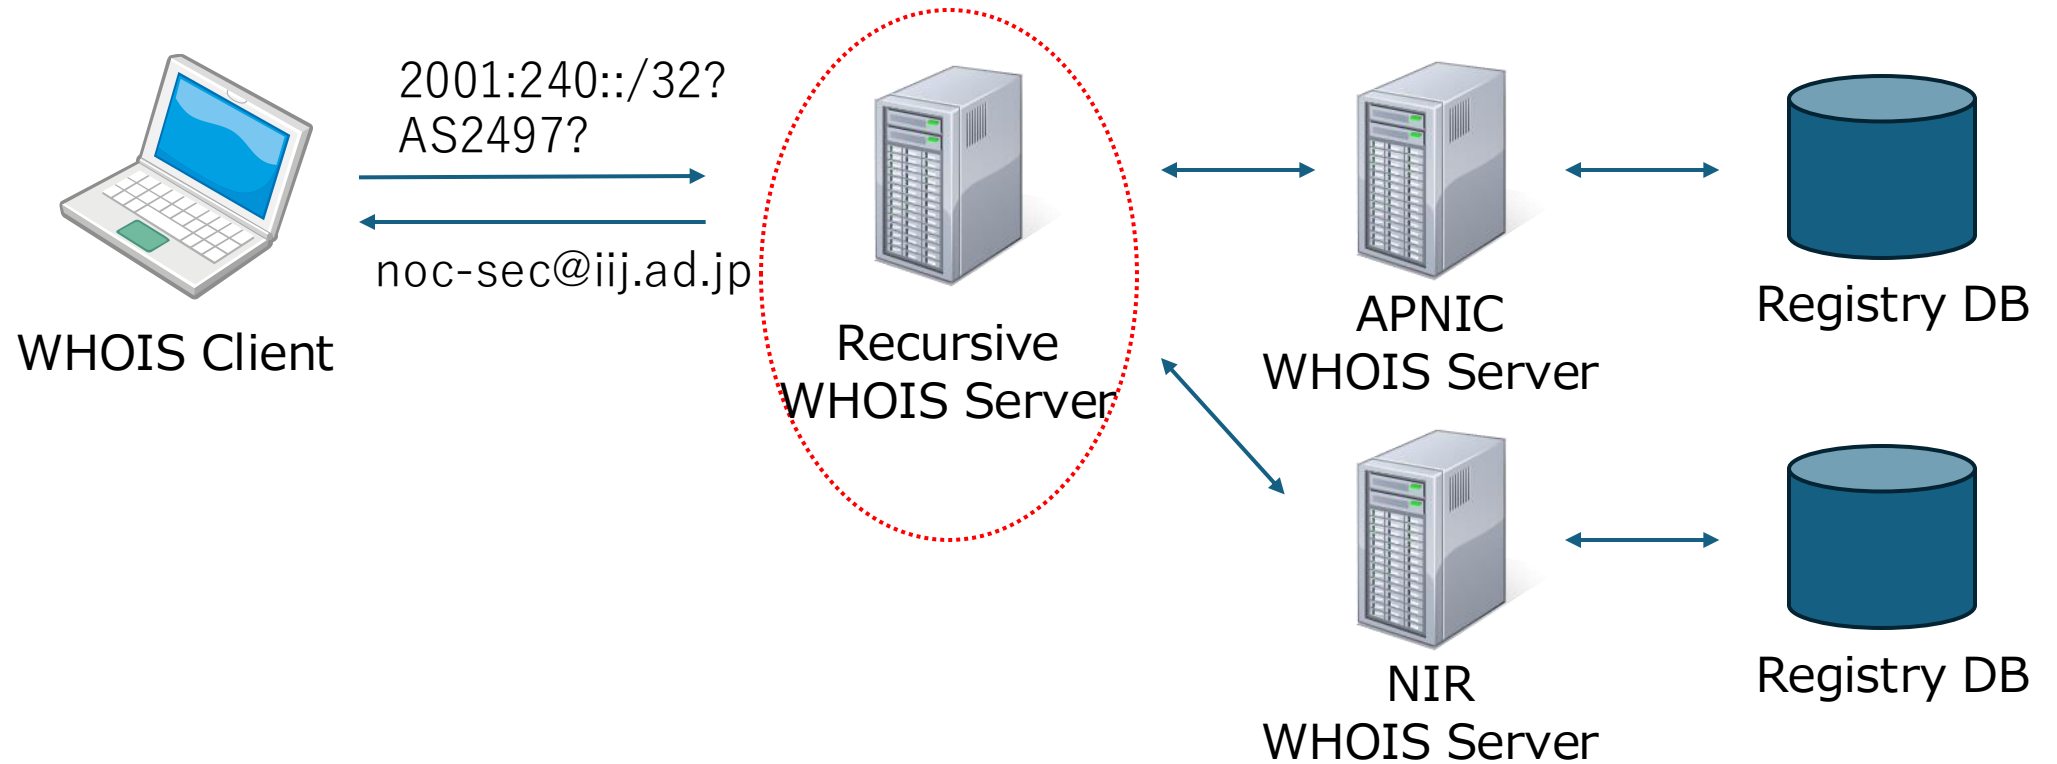 2001:240::/32?
AS2497?
noc-sec@iij.ad.jp
WHOIS Client
Recursive
WHOIS Server
APNIC
WHOIS Server
Registry DB
NIR
WHOIS Server
Registry DB